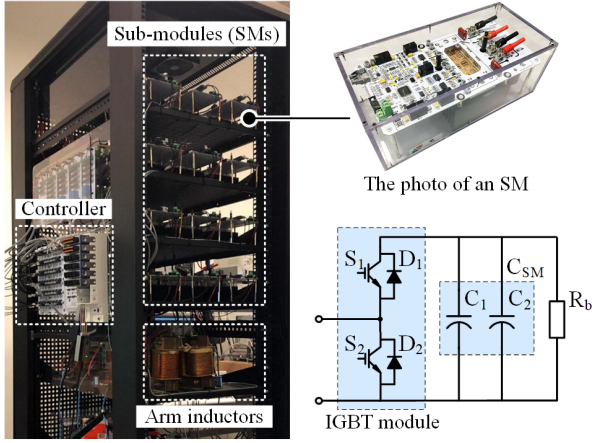 Sub-modules (SMs)
The photo of an SM
Controller
Arm inductors
S1
D1
S2
D2
CSM
C1
C2
Rb
IGBT module